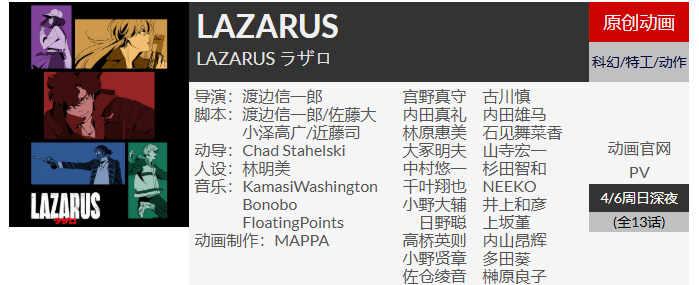 LAZARUS
LAZARUS ラザロ
原创动画
科幻/特工/动作
导演：渡边信一郎
脚本：渡边信一郎/佐藤大
小泽高广/近藤司
动导：Chad Stahelski
人设：林明美
音乐：KamasiWashington
Bonobo
FloatingPoints
动画制作：MAPPA
宫野真守 古川慎
内田真礼 内田雄马
林原惠美 石见舞菜香
大冢明夫 山寺宏一
中村悠一 杉田智和
千叶翔也 NEEKO
小野大辅 井上和彦
日野聪 上坂堇
高桥英则 内山昂辉
小野贤章 多田葵
佐仓绫音 榊原良子
动画官网
PV
4/6周日深夜
(全13话)
LAZARUS
ラザロ